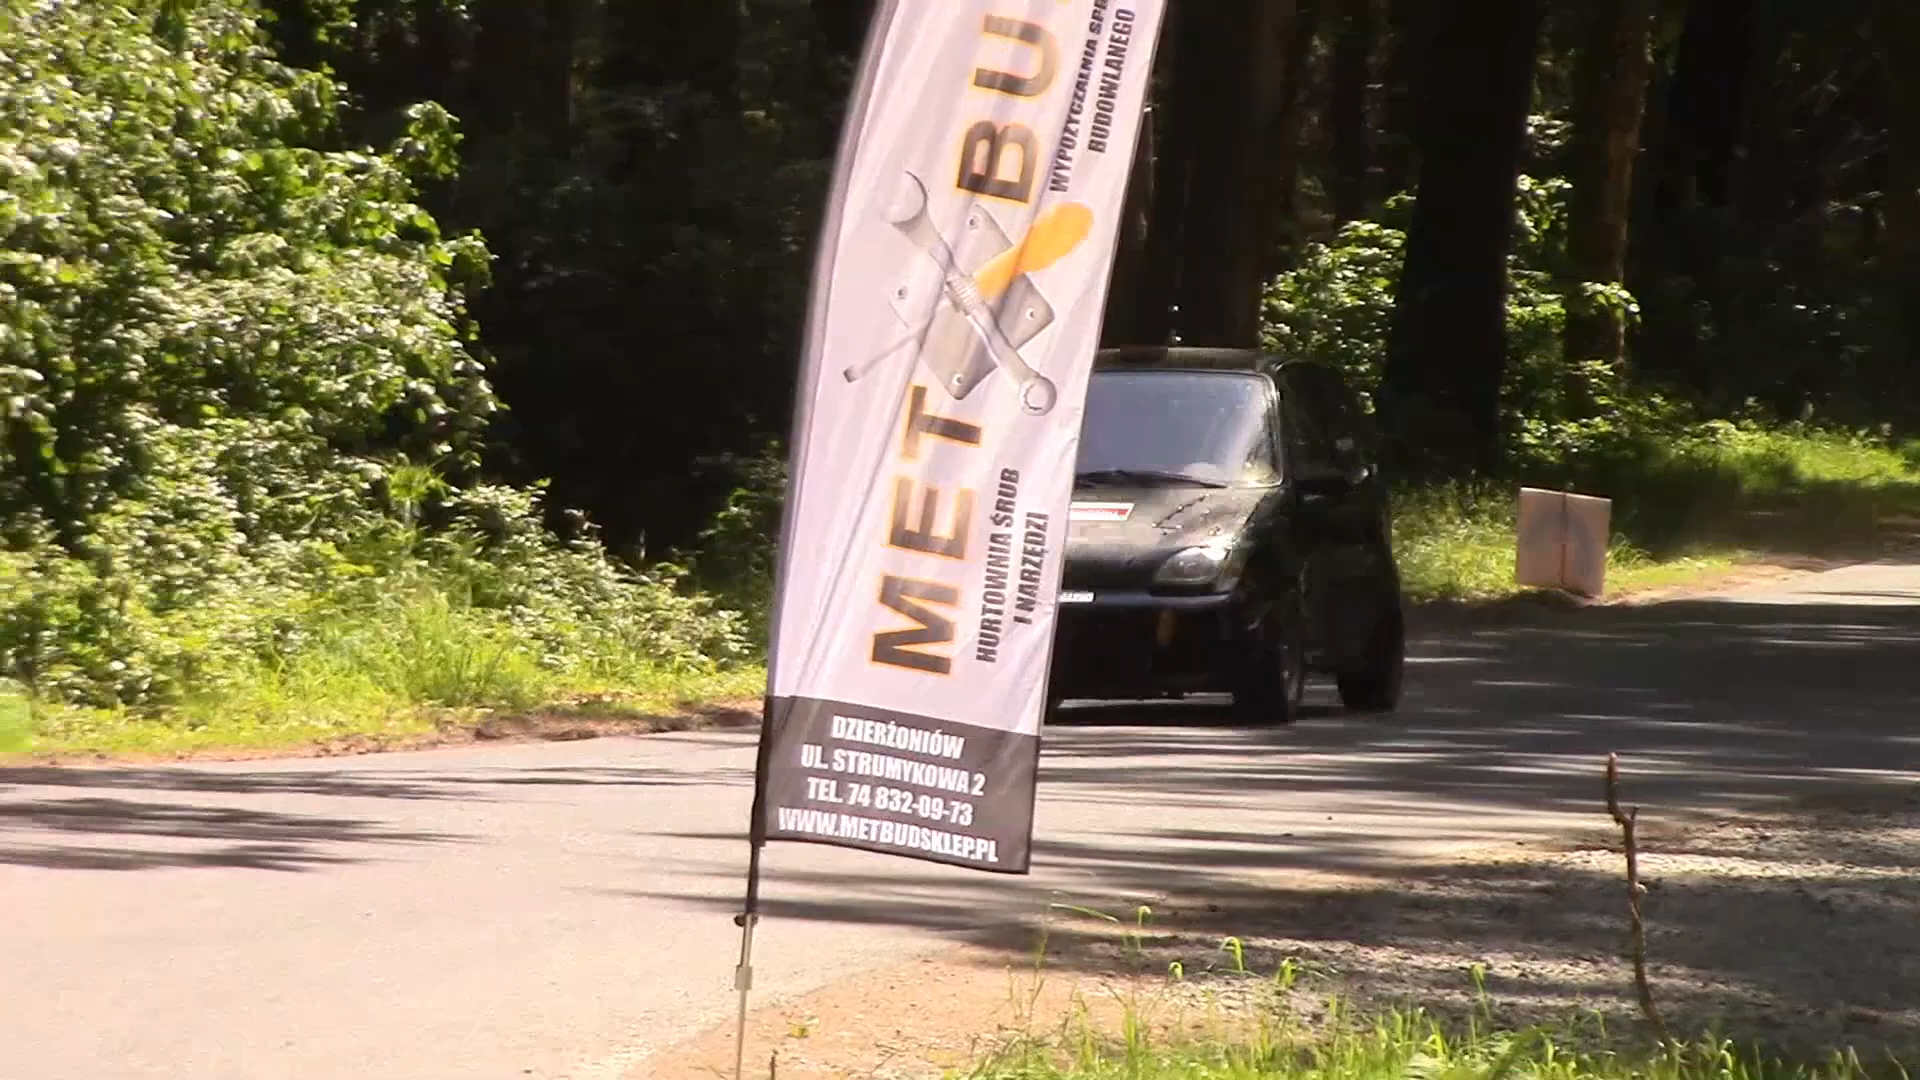 MET BU
HURTOWNIA ŚRUB
I NARZĘDZI
WYPOŻYCZALNIA
BUDOWLANEGO
DZIERŻONIÓW
UL. STRUMYKOWA 2
TEL. 74 832-09-73
WWW.METBUDSKLEP.PL